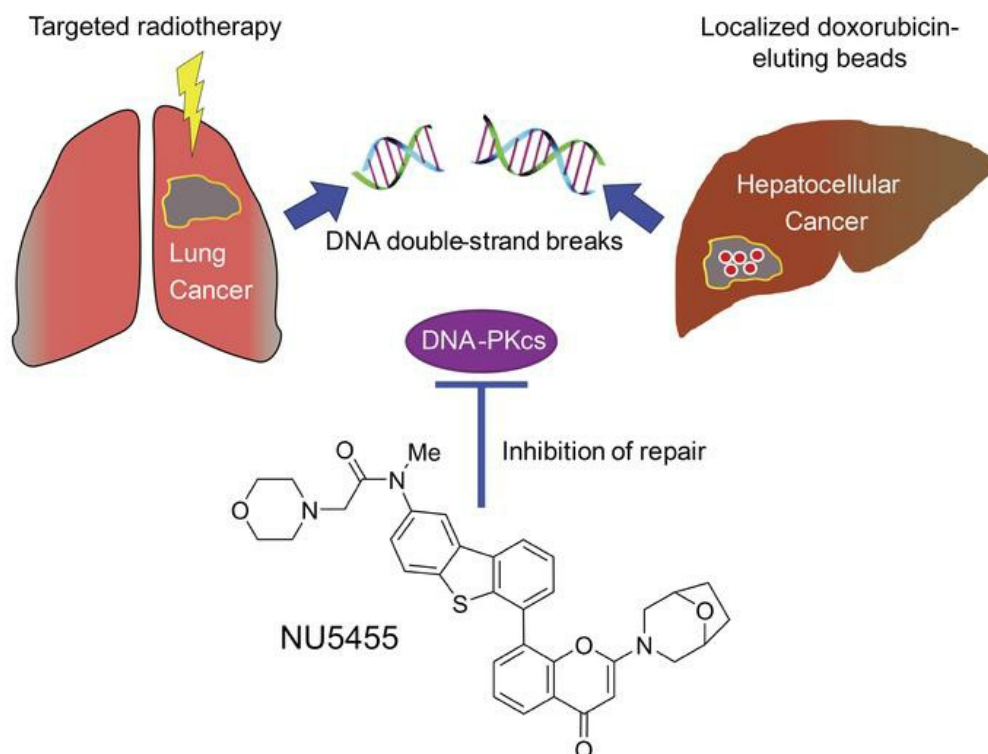 Targeted radiotherapy
Localized doxorubicin-
eluting beads
Lung
Cancer
DNA double-strand breaks
Hepatocellular
Cancer
DNA-PKcs
Inhibition of repair
O
Me
N
O
N
S
NU5455
O
N
O
O